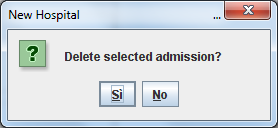 New Hospital ...
?
Delete selected admission?
Sì No